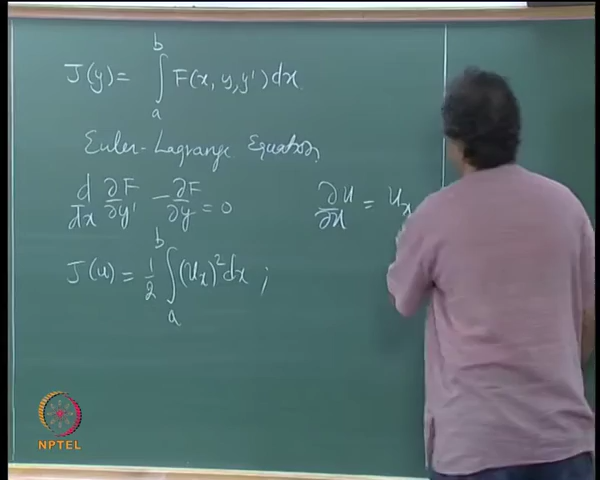 J(y) = ∫_a^b F(x, y, y') dx
Euler-Lagrange Equation,
d/dx ∂F/∂y' - ∂F/∂y = 0
∂u/∂x = u_x
J(u) = 1/2 ∫_a^b (u_x)^2 dx ;
NPTEL